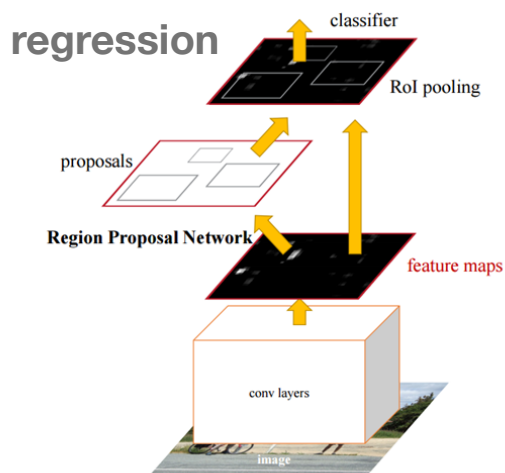 classifier
regression
RoI pooling
proposals
Region Proposal Network
feature maps
conv layers
image